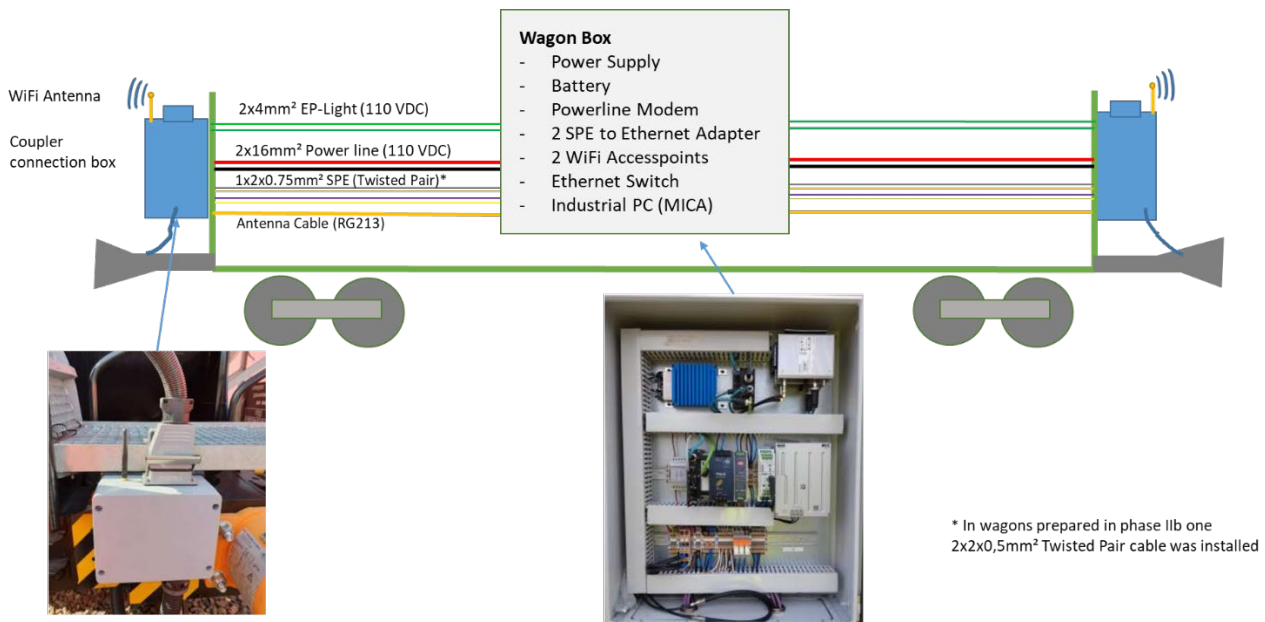 Wagon Box
- Power Supply
- Battery
- Powerline Modem
- 2 SPE to Ethernet Adapter
- 2 WiFi Accesspoints
- Ethernet Switch
- Industrial PC (MICA)
WiFi Antenna
Coupler
connection box
2x4mm² EP-Light (110 VDC)
2x16mm² Power line (110 VDC)
1x2x0.75mm² SPE (Twisted Pair)*
Antenna Cable (RG213)
* In wagons prepared in phase IIb one
2x2x0,5mm² Twisted Pair cable was installed